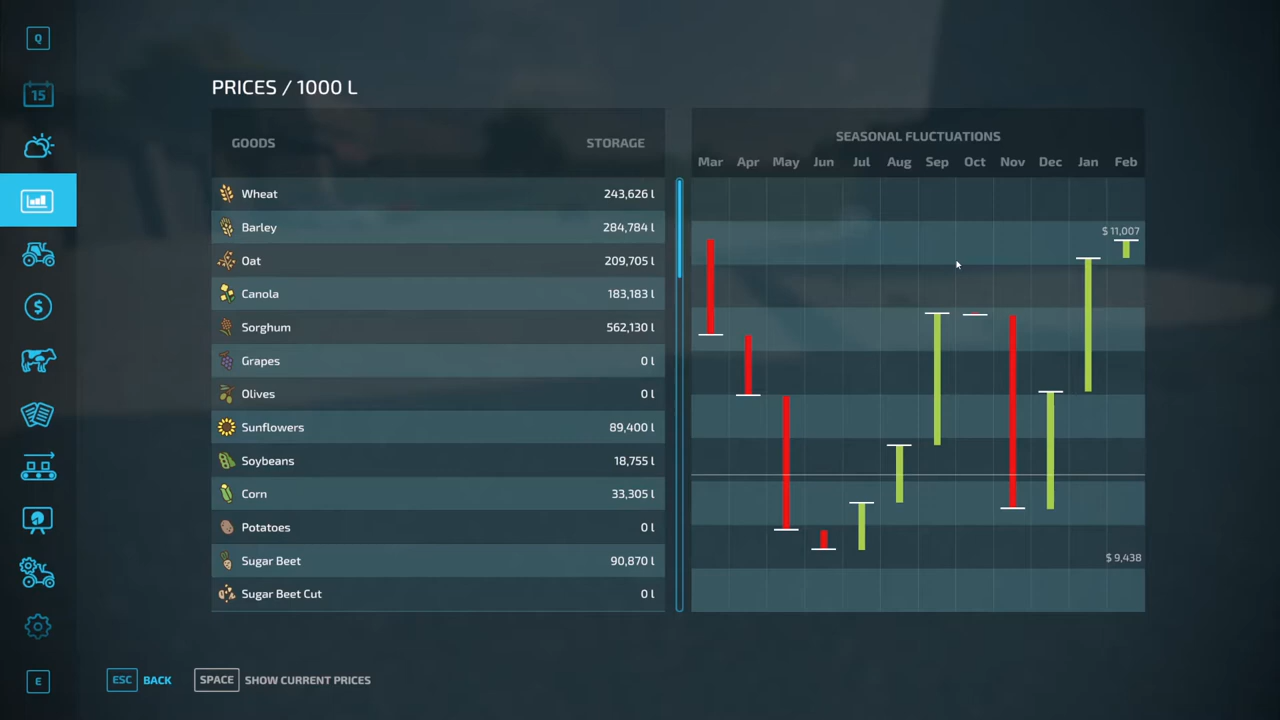 Q
15
PRICES / 1000 L
GOODS STORAGE
Wheat 243,626 l
Barley 284,784 l
Oat 209,705 l
Canola 183,183 l
Sorghum 562,130 l
Grapes 0 l
Olives 0 l
Sunflowers 89,400 l
Soybeans 18,755 l
Corn 33,305 l
Potatoes 0 l
Sugar Beet 90,870 l
Sugar Beet Cut 0 l
SEASONAL FLUCTUATIONS
Mar Apr May Jun Jul Aug Sep Oct Nov Dec Jan Feb
$ 11,007
$ 9,438
$
E
ESC BACK SPACE SHOW CURRENT PRICES